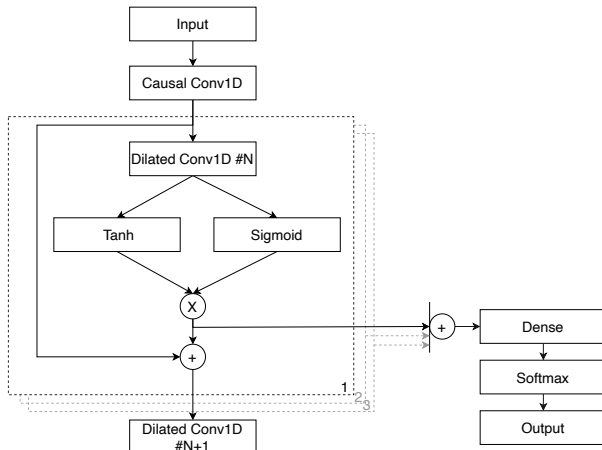 Input
Causal Conv1D
Dilated Conv1D #N
Tanh
Sigmoid
X
+
+
Dense
1
2
3
Softmax
Dilated Conv1D
#N+1
Output